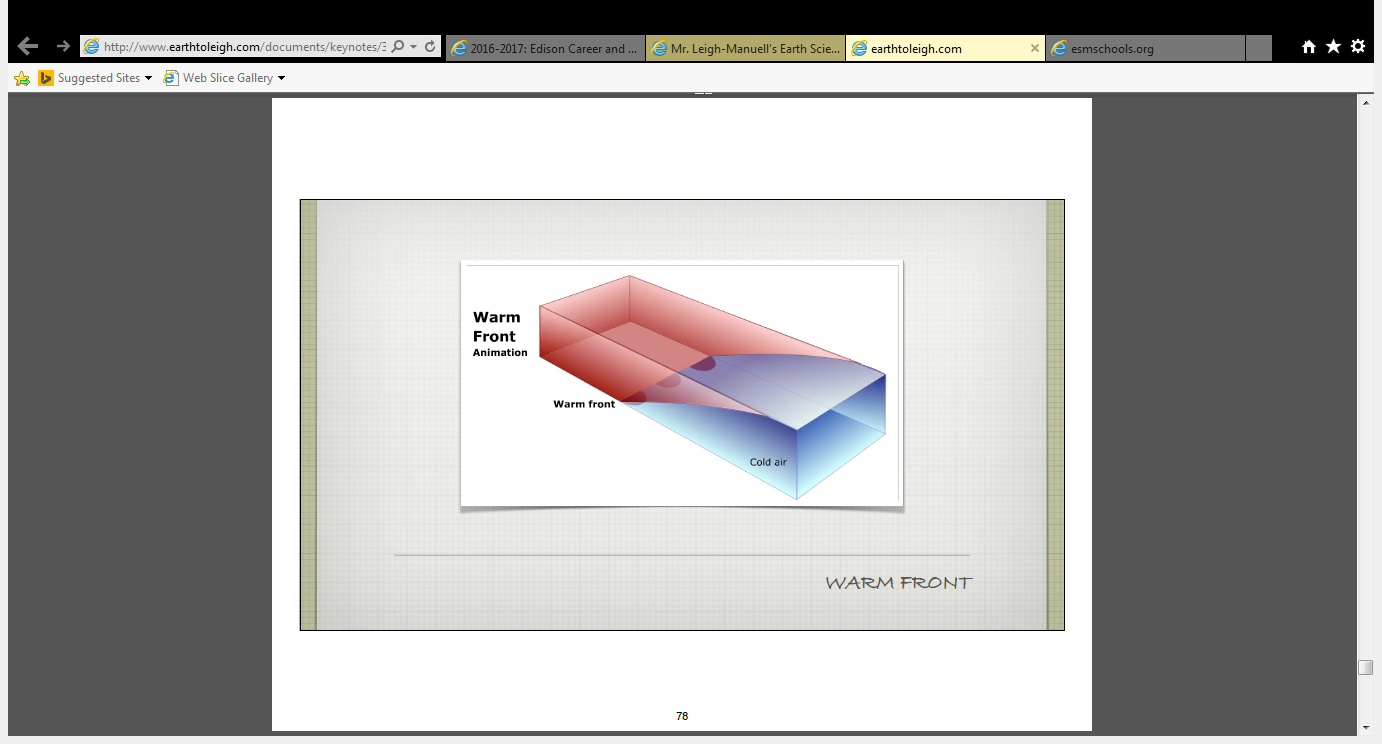 http://www.earthtoleigh.com/documents/keynotes/3
2016-2017: Edison Career and ...
Mr. Leigh-Manuell's Earth Scie...
earthtoleigh.com
esmschools.org
Suggested Sites
Web Slice Gallery
Warm
Front
Animation
Warm front
Cold air
WARM FRONT
78